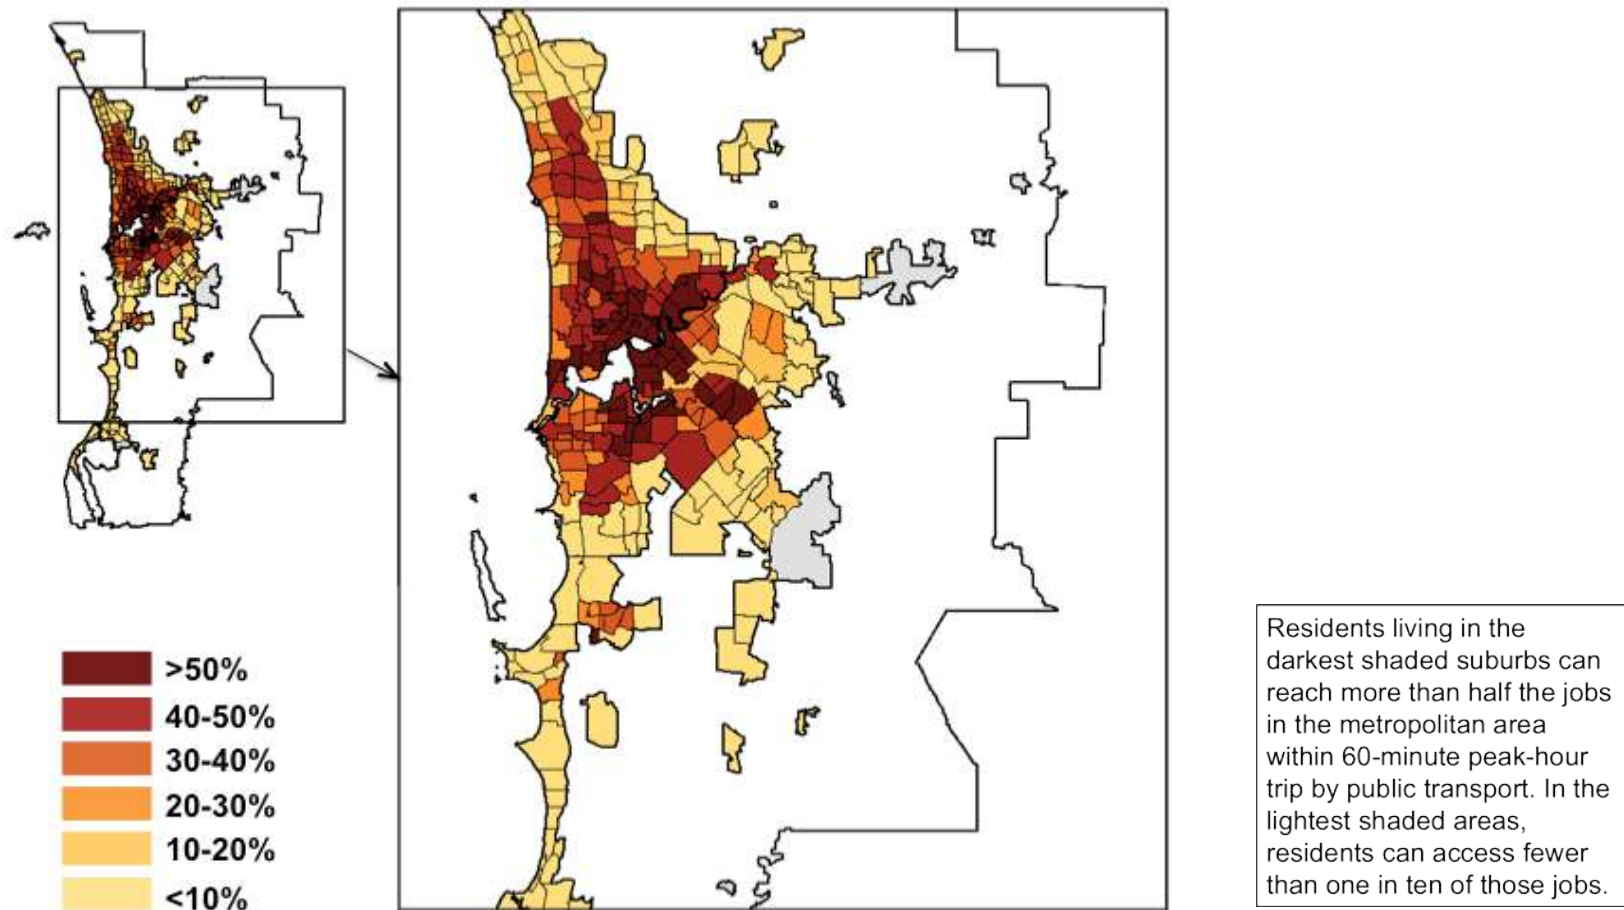 >50%
40-50%
30-40%
20-30%
10-20%
<10%
Residents living in the
darkest shaded suburbs can
reach more than half the jobs
in the metropolitan area
within 60-minute peak-hour
trip by public transport. In the
lightest shaded areas,
residents can access fewer
than one in ten of those jobs.